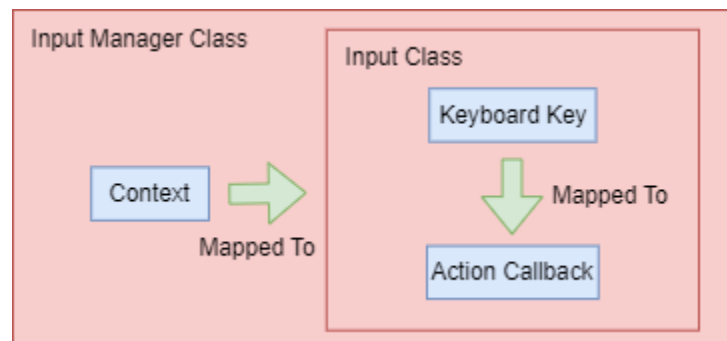 Input Manager Class
Input Class
Keyboard Key
Context
Mapped To
Mapped To
Action Callback